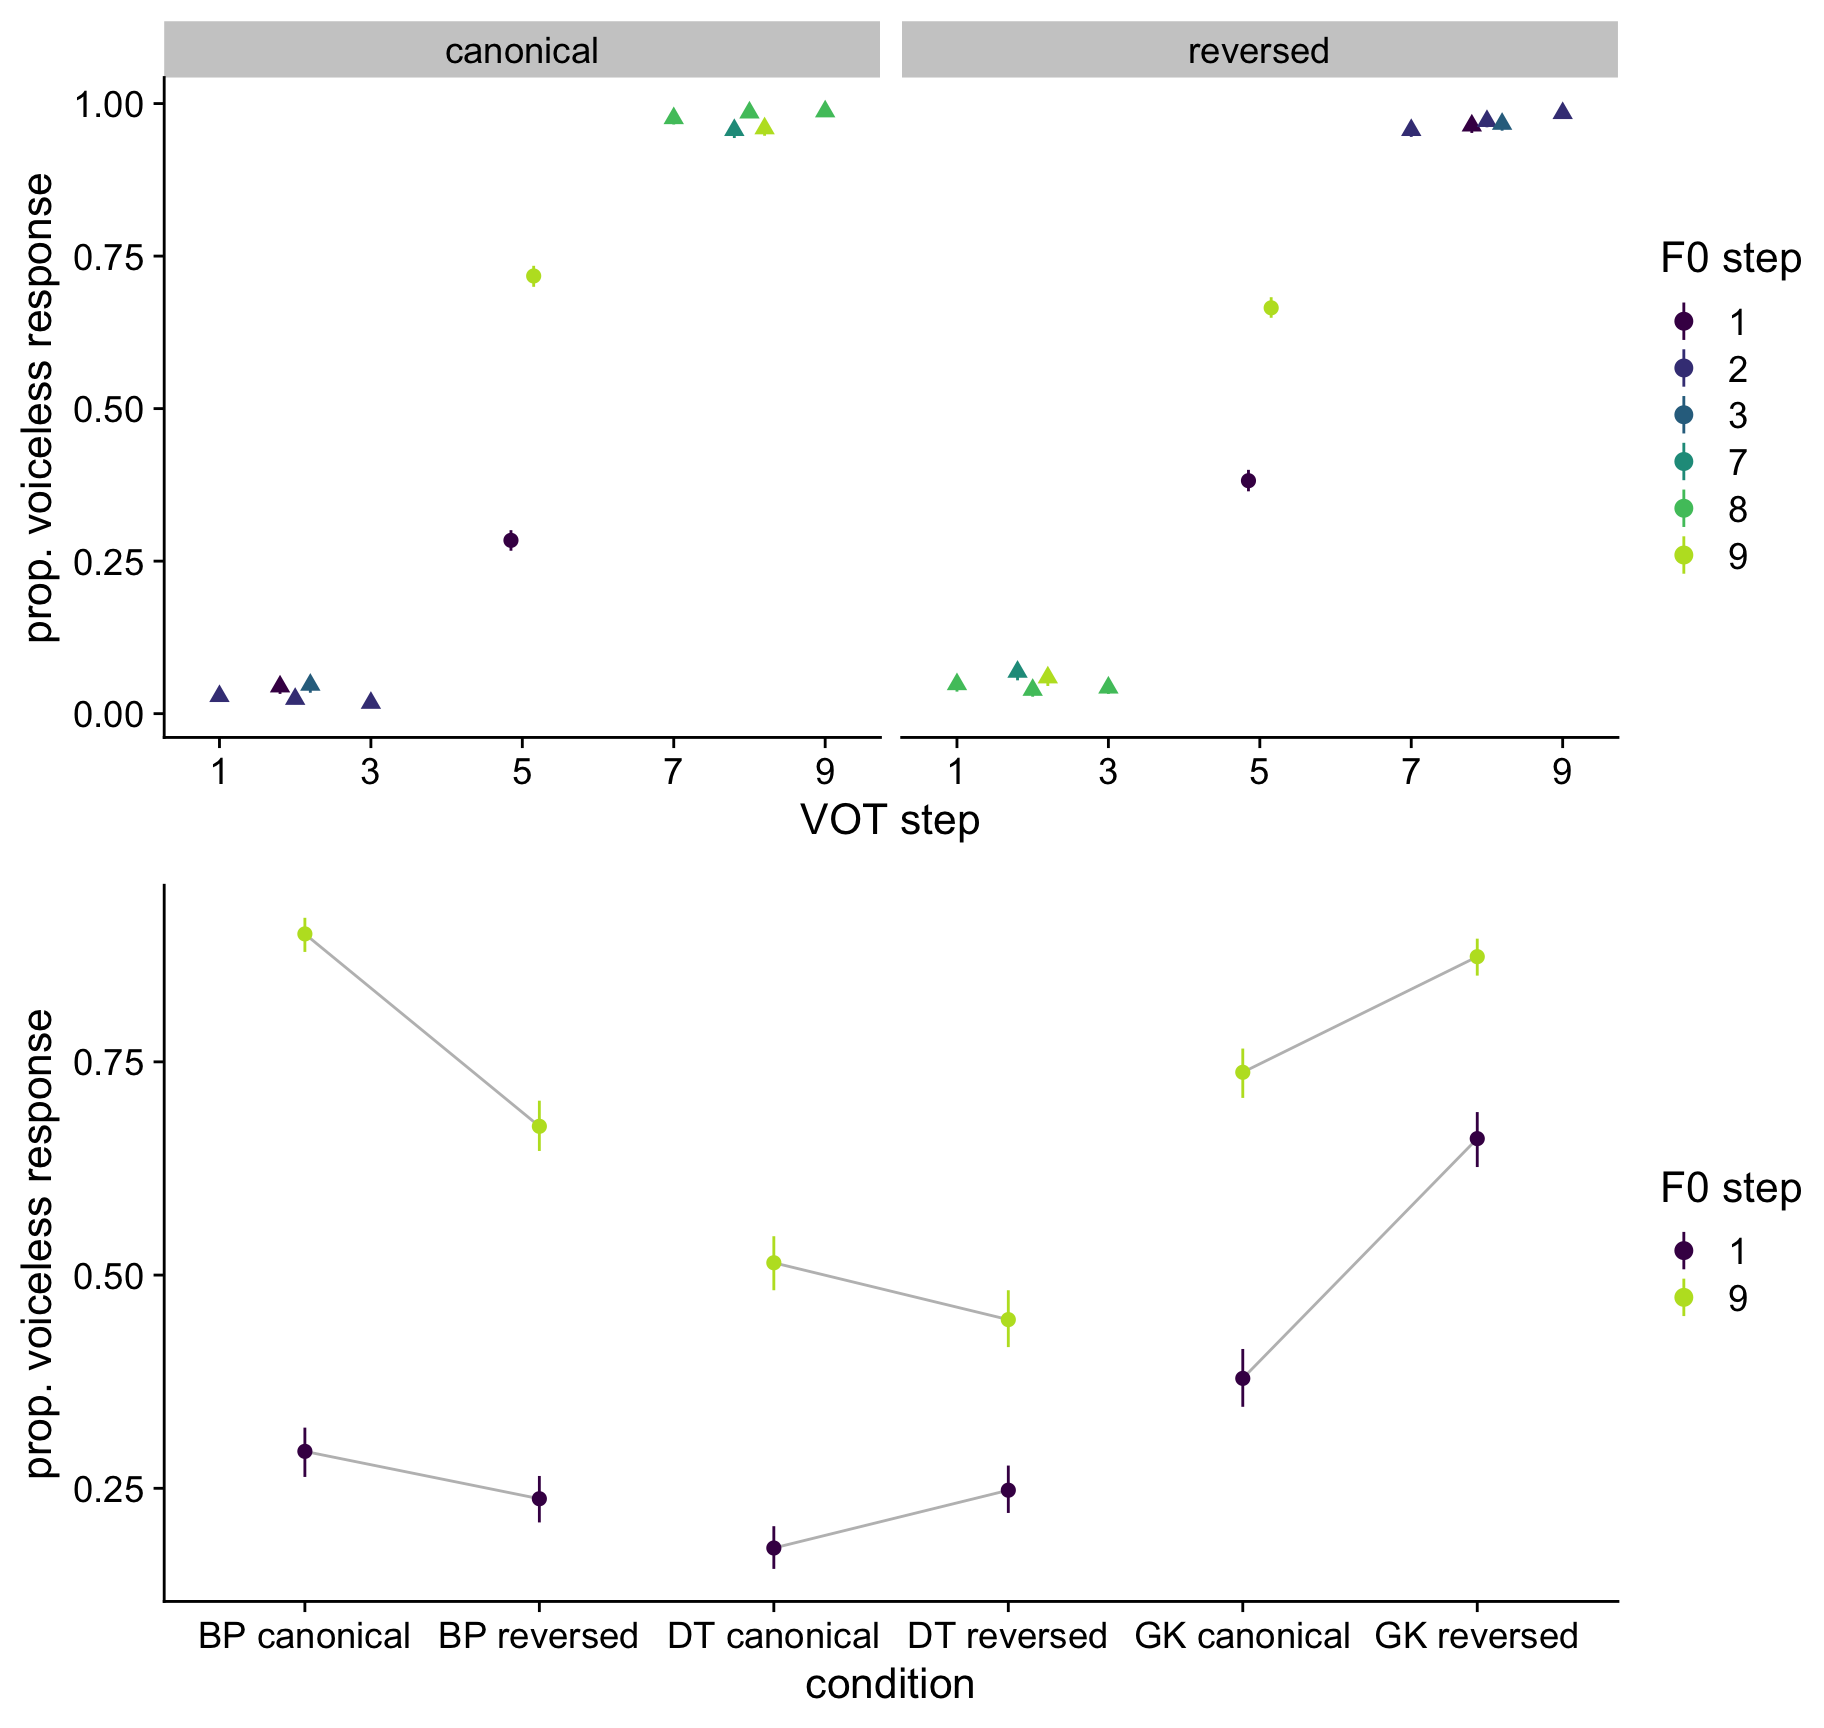 canonical reversed
1.00
0.75
0.50
0.25
0.00
prop. voiceless response
1 3 5 7 9 1 3 5 7 9
VOT step
F0 step
1
2
3
7
8
9
0.75
0.50
0.25
prop. voiceless response
BP canonical BP reversed DT canonical DT reversed GK canonical GK reversed
condition
F0 step
1
9